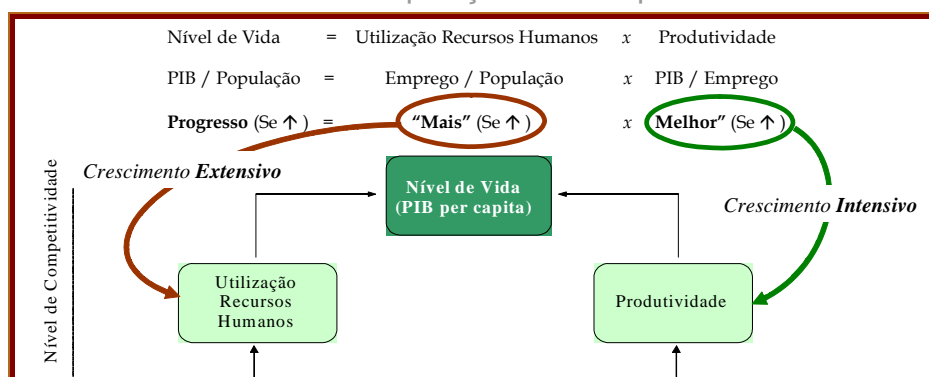 Nível de Vida = Utilização Recursos Humanos x Produtividade
PIB / População = Emprego / População x PIB / Emprego
Progresso (Se ↑) = “Mais” (Se ↑) x Melhor” (Se ↑)
Crescimento Extensivo
Nível de Vida
(PIB per capita)
Crescimento Intensivo
Nível de Competitividade
Utilização
Recursos
Humanos
Produtividade